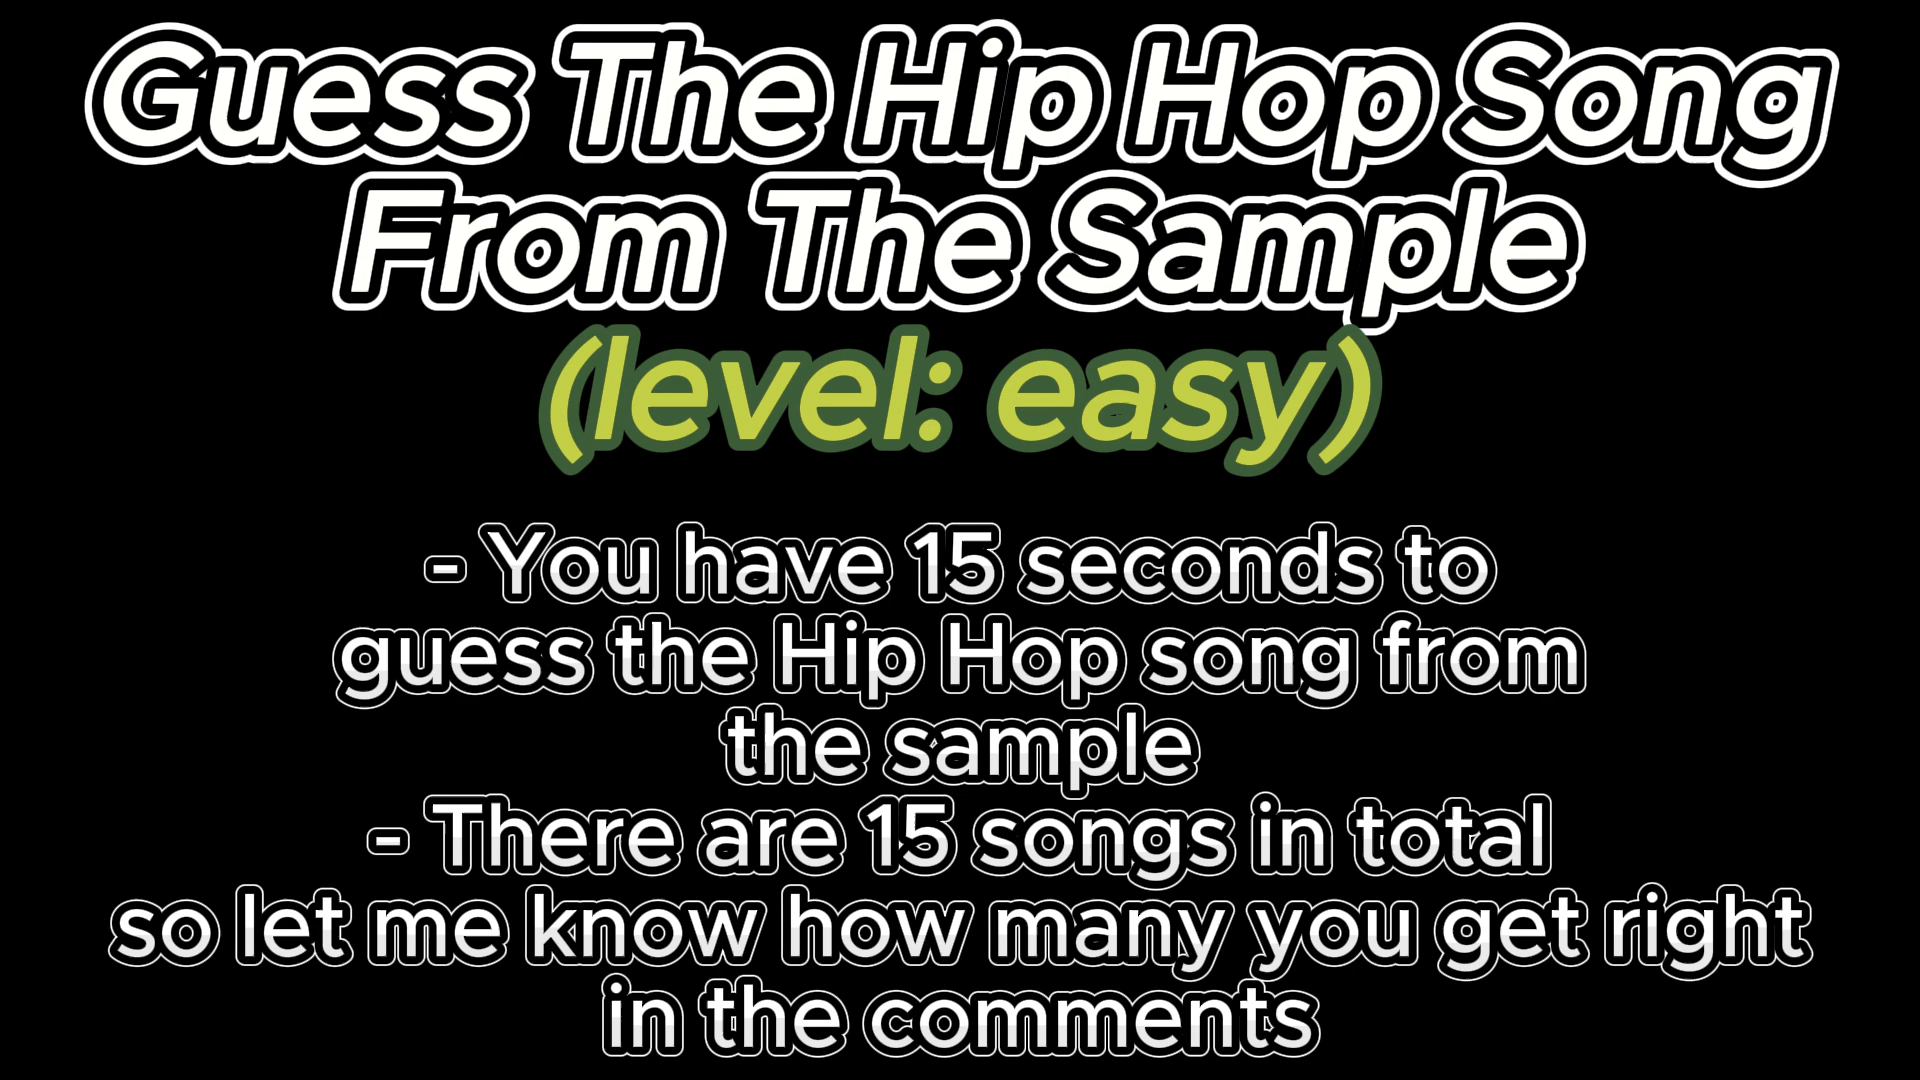 Guess The Hip Hop Song
From The Sample
(level: easy)
- You have 15 seconds to
guess the Hip Hop song from
the sample
- There are 15 songs in total
so let me know how many you get right
in the comments